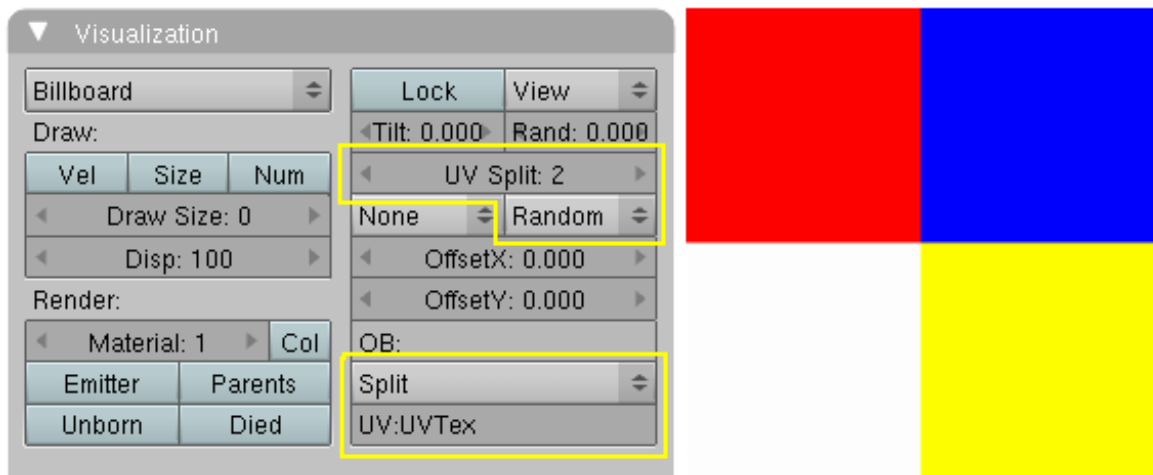 Visualization
Billboard
Draw:
Vel Size Num
Draw Size: 0
Disp: 100
Render:
Material: 1 Col
Emitter Parents
Unborn Died
Lock View
Tilt: 0.000 Rand: 0.000
UV Split: 2
None Random
OffsetX: 0.000
OffsetY: 0.000
OB:
Split
UV:UVTex